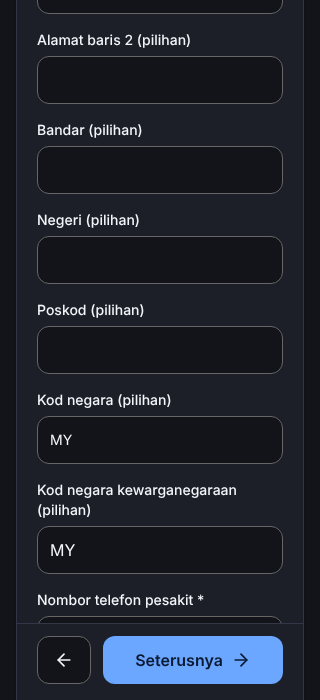 Alamat baris 2 (pilihan)
Bandar (pilihan)
Negeri (pilihan)
Poskod (pilihan)
Kod negara (pilihan)
MY
Kod negara kewarganegaraan
(pilihan)
MY
Nombor telefon pesakit *
Seterusnya